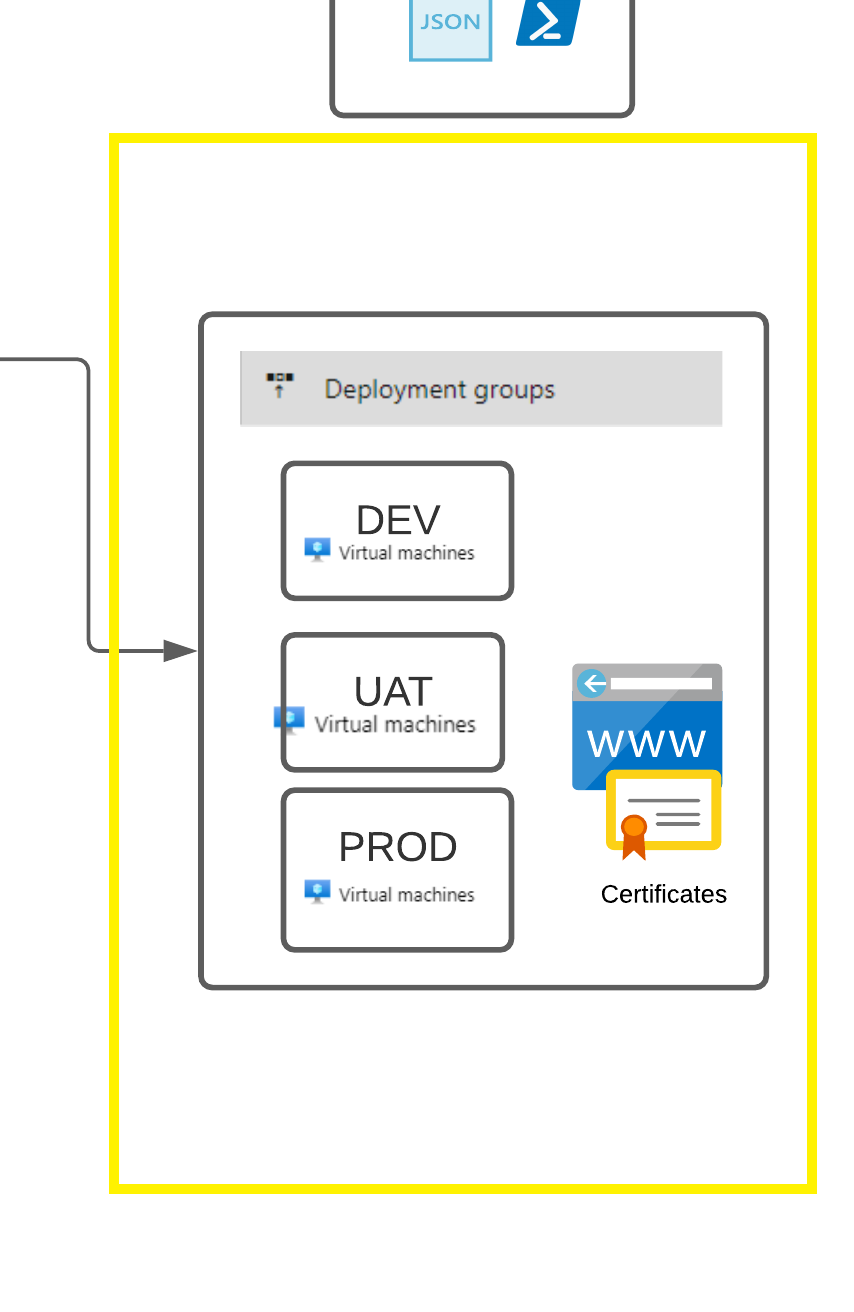 JSON
Deployment groups
DEV
Virtual machines
UAT
Virtual machines
WWW
PROD
Virtual machines
Certificates